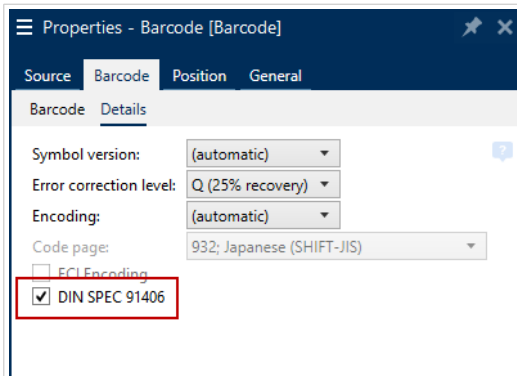 Properties - Barcode [Barcode]
Source Barcode Position General
Barcode Details
Symbol version: (automatic)
?
Error correction level: Q (25% recovery)
Encoding: (automatic)
Code page: 932; Japanese (SHIFT-JIS)
ECI Encoding
DIN SPEC 91406